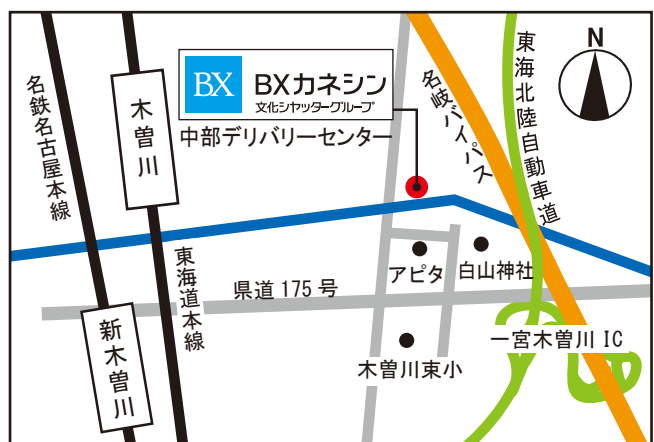 BX
BXカネシン
文化シヤッターグループ
中部デリバリーセンター
名鉄名古屋本線
木曽川
名岐バイパス
東海北陸自動車道
N
東海道本線
アピタ
白山神社
県道 175 号
新木曽川
一宮木曽川 IC
木曽川東小